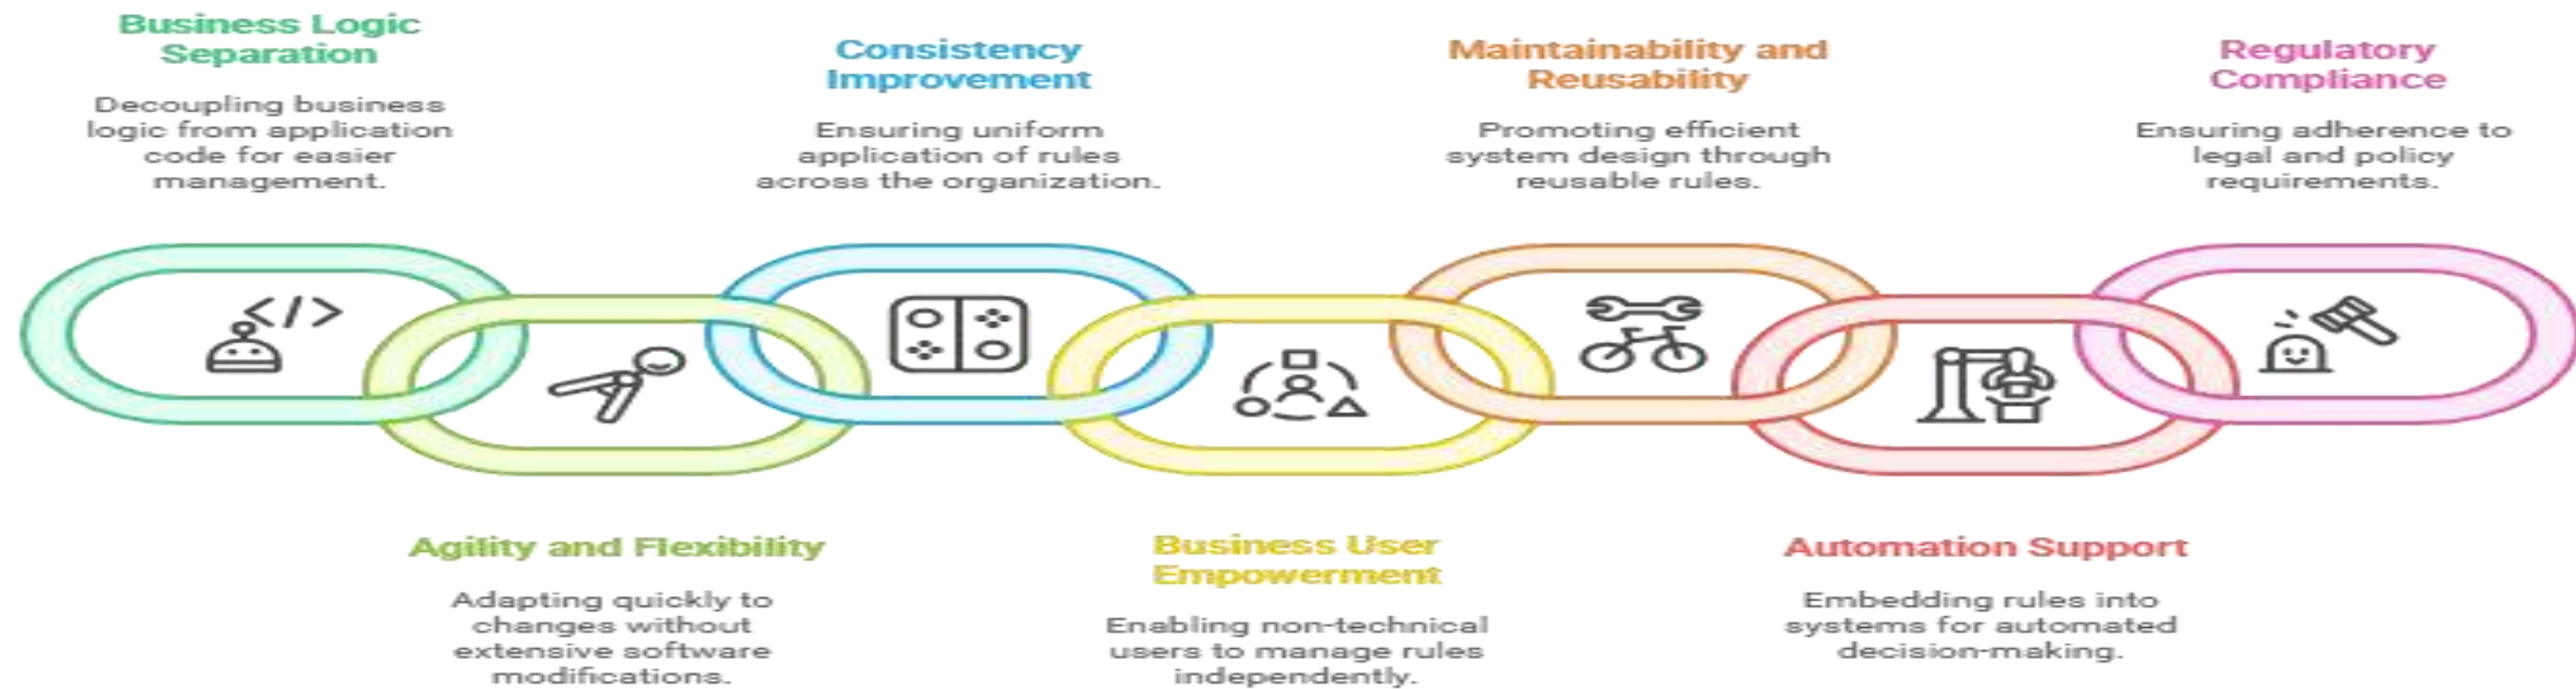 Business Logic
Separation
Decoupling business
logic from application
code for easier
management.
Agility and Flexibility
Adapting quickly to
changes without
extensive software
modifications.
Consistency
Improvement
Ensuring uniform
application of rules
across the organization.
Business User
Empowerment
Enabling non-technical
users to manage rules
independently.
Maintainability and
Reusability
Promoting efficient
system design through
reusable rules.
Automation Support
Embedding rules into
systems for automated
decision-making.
Regulatory
Compliance
Ensuring adherence to
legal and policy
requirements.